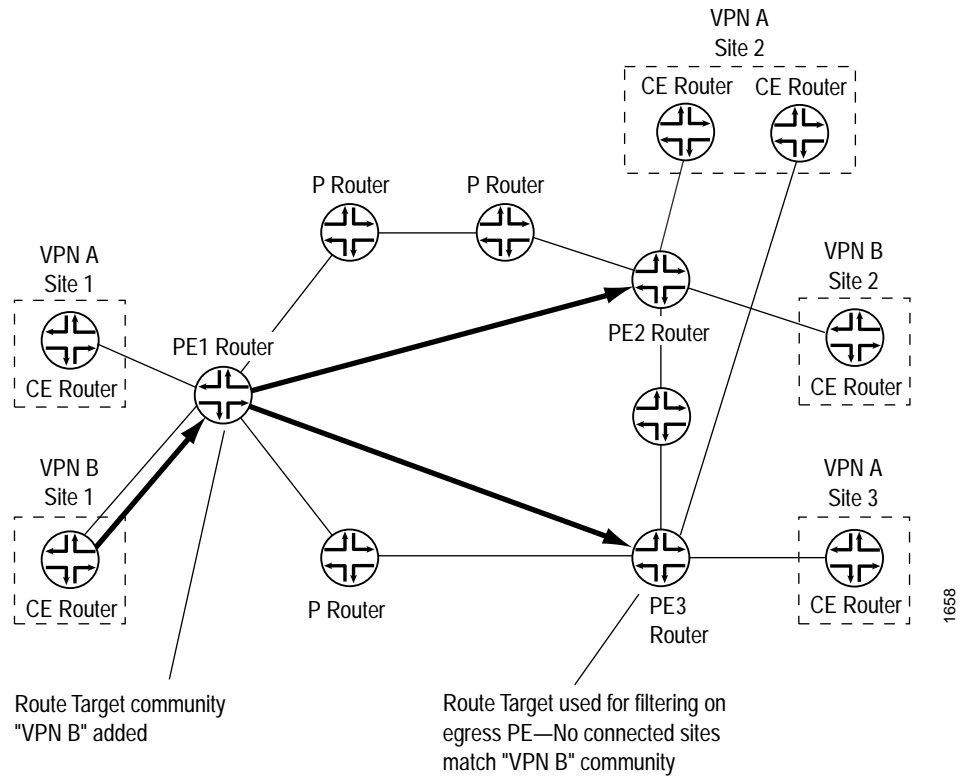 VPN A
Site 2
CE Router
CE Router
P Router
P Router
VPN A
Site 1
CE Router
PE1 Router
PE2 Router
VPN B
Site 2
CE Router
VPN B
Site 1
CE Router
P Router
PE3
Router
VPN A
Site 3
CE Router
1658
Route Target community
"VPN B" added
Route Target used for filtering on
egress PE—No connected sites
match "VPN B" community